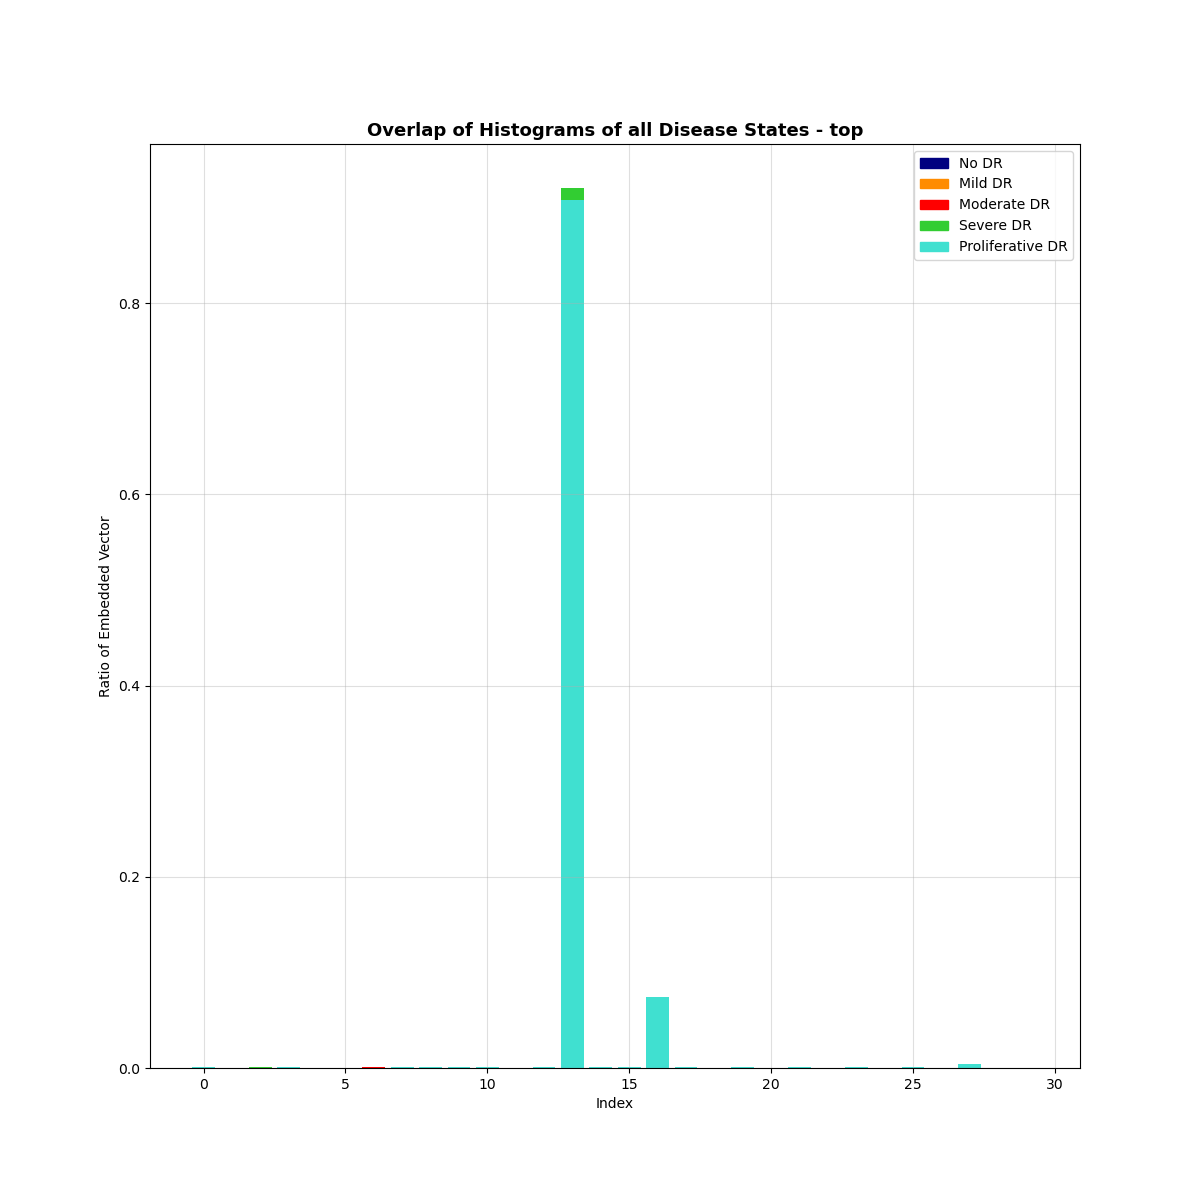 Overlap of Histograms of all Disease States - top
No DR
Mild DR
Moderate DR
Severe DR
Proliferative DR
Ratio of Embedded Vector
0.8
0.6
0.4
0.2
0.0
0 5 10 15 20 25 30
Index